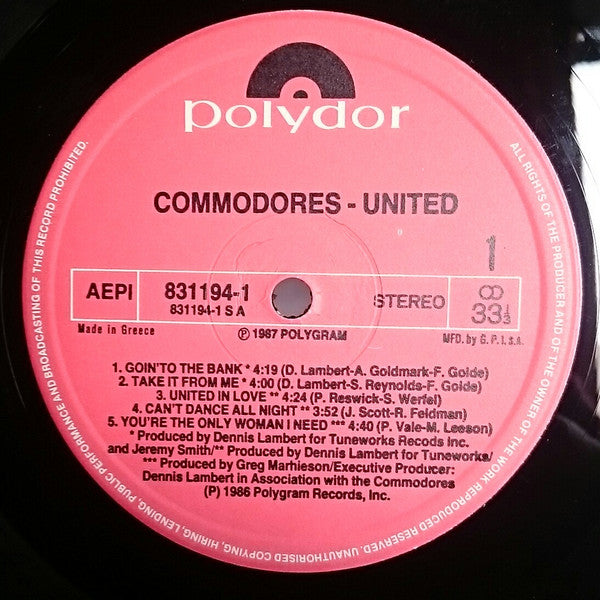 polydor
COMMODORES - UNITED
1
AEPI
831194-1
831194-1 S A
STEREO
33 1/3
Made in Greece
℗ 1987 POLYGRAM
MFD. by G. P. I. S.A.
1. GOIN'TO THE BANK * 4:19 (D. Lambert-A. Goldmark-F. Golde)
2. TAKE IT FROM ME * 4:00 (D. Lambert-S. Reynolds-F. Golde)
3. UNITED IN LOVE ** 4:24 (P. Reswick-S. Werfel)
4. CAN'T DANCE ALL NIGHT ** 3:52 (J. Scott-R. Feldman)
5. YOU'RE THE ONLY WOMAN I NEED *** 4:40 (P. Vale-M. Leeson)
* Produced by Dennis Lambert for Tuneworks Recods Inc.
and Jeremy Smith/** Produced by Dennis Lambert for Tuneworks/
*** Produced by Greg Marhieson/Executive Producer:
Dennis Lambert in Association with the Commodores
(P) 1986 Polygram Records, Inc.
ALL RIGHTS OF THE PRODUCER AND OF THE OWNER OF THE WORK REPRODUCED RESERVED. UNAUTHORISED COPYING, HIRING, LENDING, PUBLIC PERFORMANCE AND BROADCASTING OF THIS RECORD PROHIBITED.